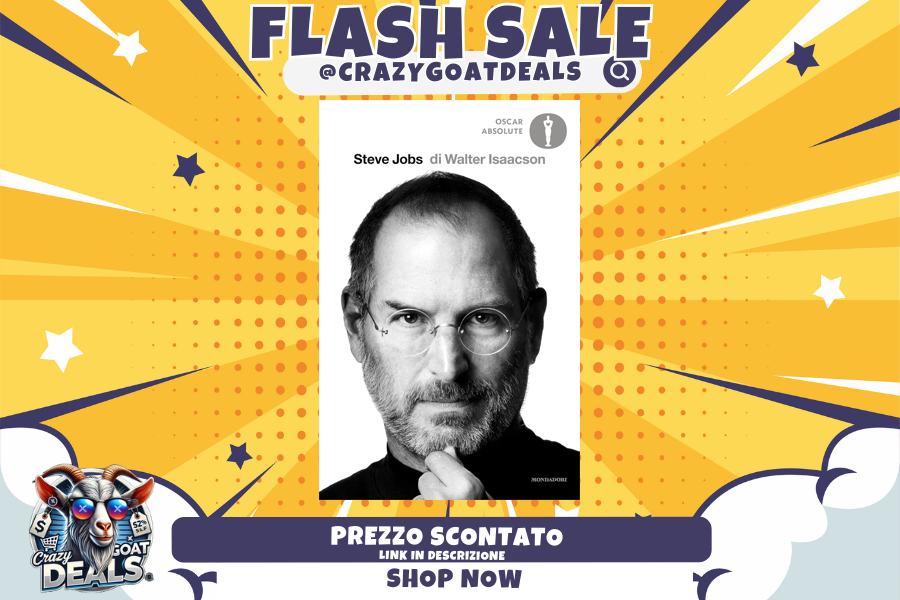 FLASH SALE
@CRAZYGOATDEALS
OSCAR
ABSOLUTE
Steve Jobs di Walter Isaacson
MONDADORI
PREZZO SCONTATO
LINK IN DESCRIZIONE
SHOP NOW
$
52%
Crazy GOAT
DEALS